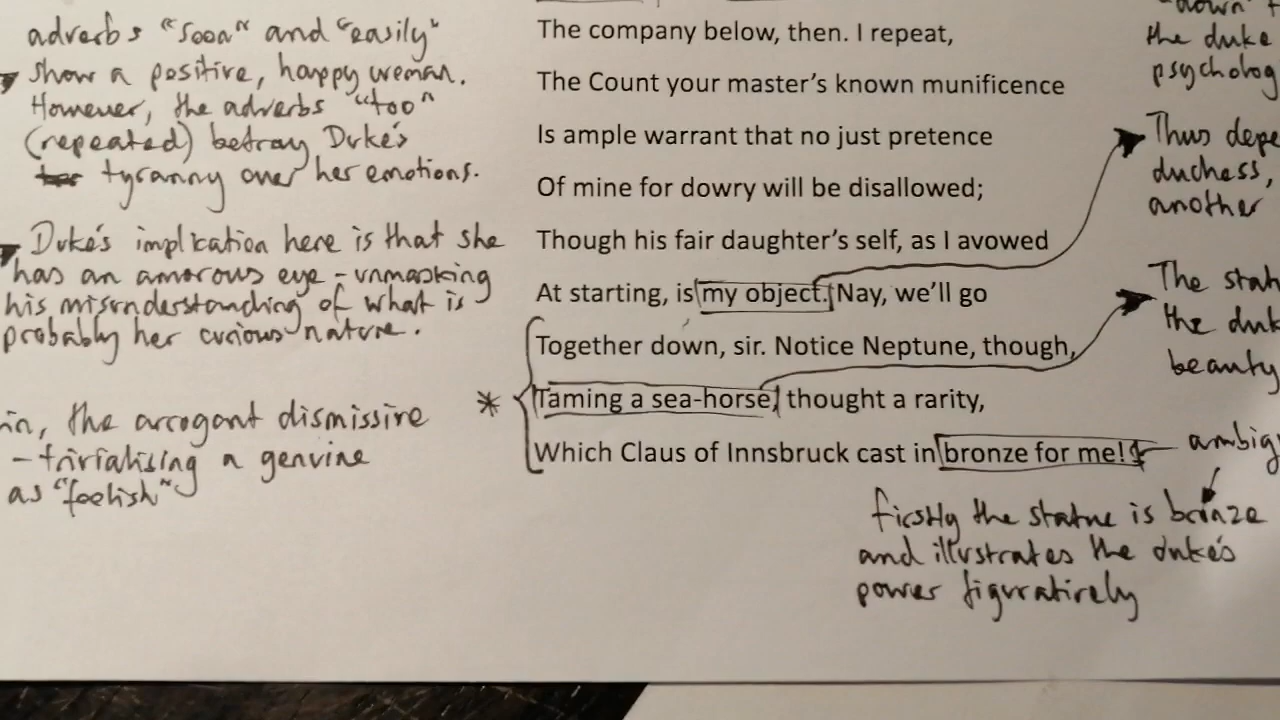 adverbs "soon" and "easily"
show a positive, happy woman.
However, the adverbs "too"
(repeated) betray Duke's
tyranny over her emotions.
Duke's implication here is that she
has an amorous eye - unmasking
his misunderstanding of what is
probably her curious nature.
in, the arrogant dismissive
- trivialising a genuine
as "foolish"
The company below, then. I repeat,
The Count your master's known munificence
Is ample warrant that no just pretence
Of mine for dowry will be disallowed;
Though his fair daughter's self, as I avowed
At starting, is my object. Nay, we'll go
Together down, sir. Notice Neptune, though,
* Taming a sea-horse, thought a rarity,
Which Claus of Innsbruck cast in bronze for me!
"down"
the duke
psycholog
Thus depe
duchess,
another
The stat
the duk
beauty
ambig
firstly the statue is bronze
and illustrates the duke's
power figuratively